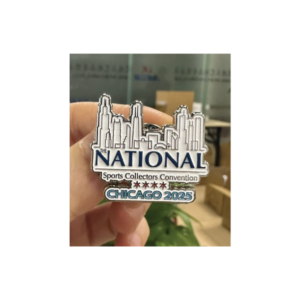 NATIONAL
Sports Collectors Convention
CHICAGO 2025